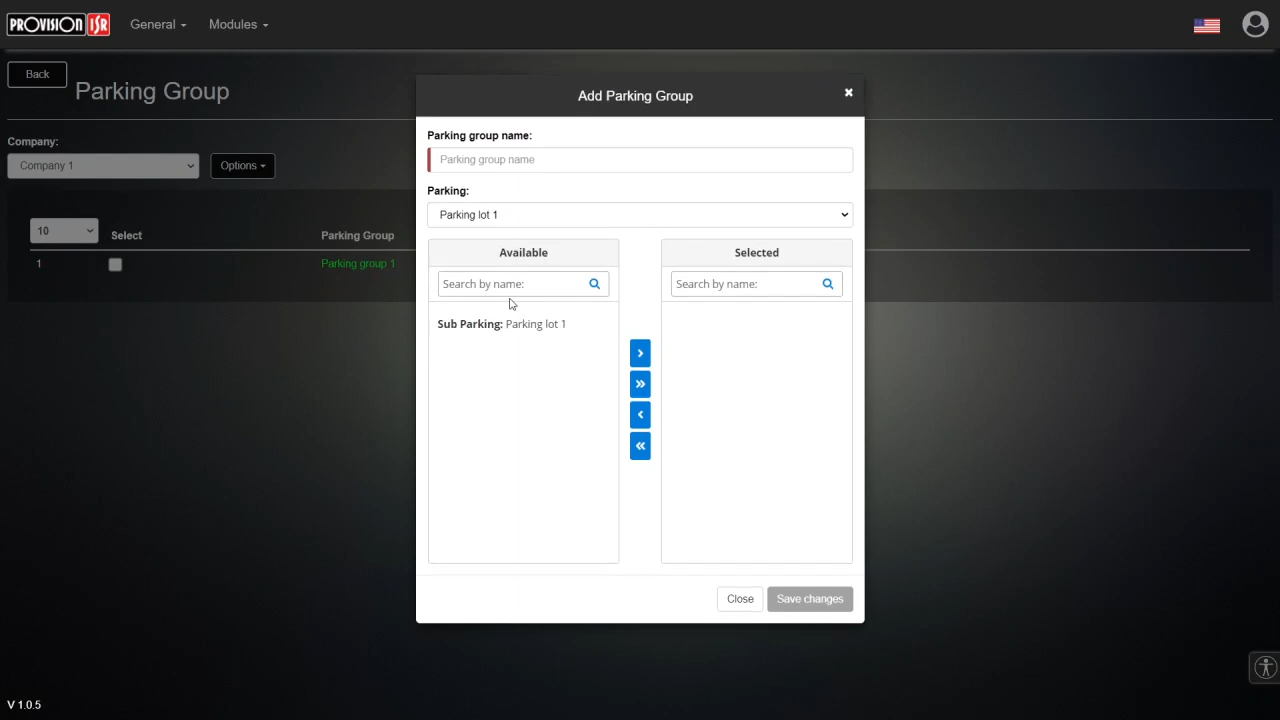 PROVISION ISR
General
Modules
Back
Parking Group
Company:
Company 1
Options
10
Select
Parking Group
1
Parking group 1
Add Parking Group
Parking group name:
Parking group name
Parking:
Parking lot 1
Available
Selected
Search by name:
Search by name:
Sub Parking: Parking lot 1
Close
Save changes
V 1.0.5